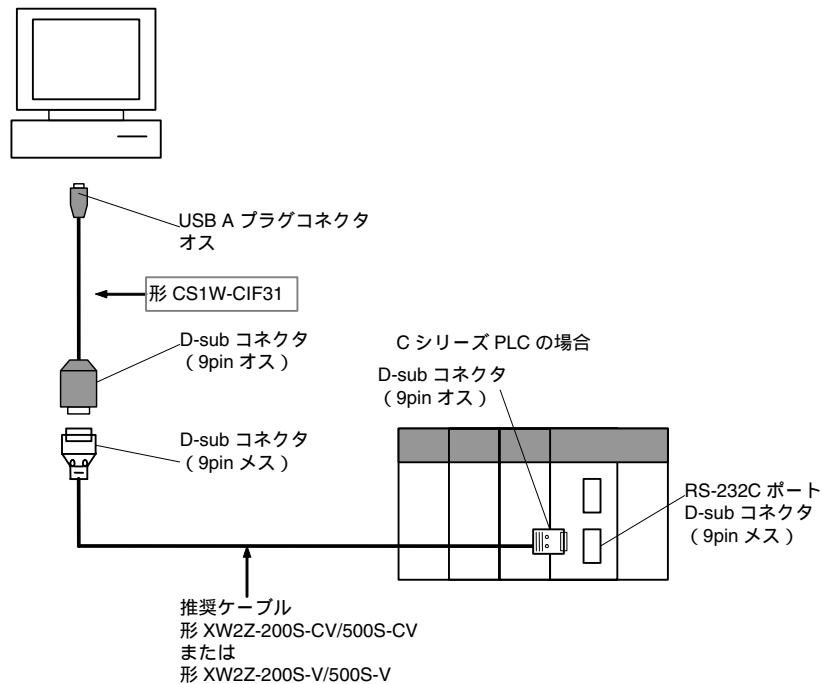 USB A プラグコネクタ
オス
形 CS1W-CIF31
D-sub コネクタ
（ 9pin オス ）
C シリーズ PLC の場合
D-sub コネクタ
（ 9pin オス ）
D-sub コネクタ
（ 9pin メス ）
RS-232C ポート
D-sub コネクタ
（ 9pin メス ）
推奨ケーブル
形 XW2Z-200S-CV/500S-CV
または
形 XW2Z-200S-V/500S-V